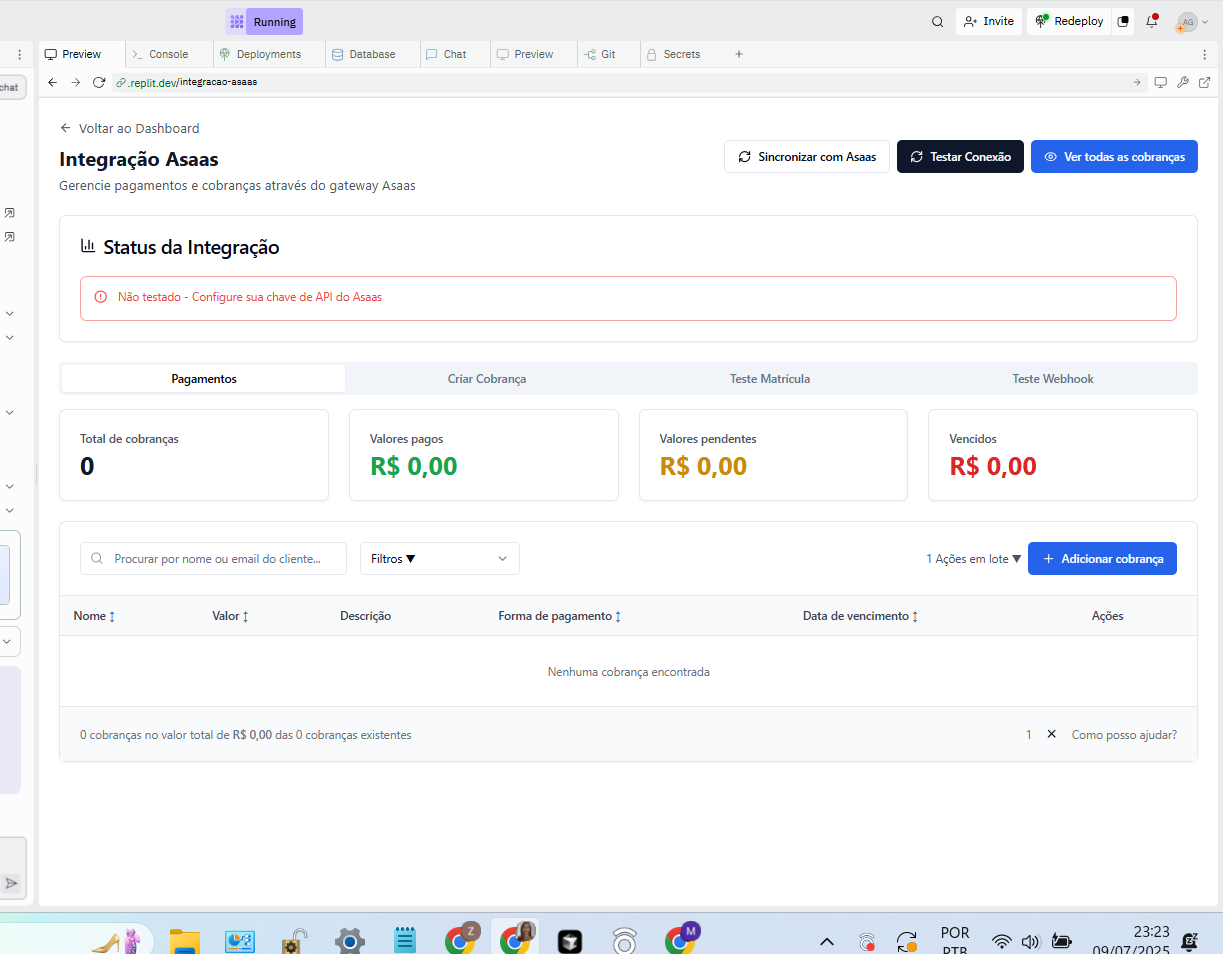 Running
Invite
Redeploy
AG
Preview
Console
Deployments
Database
Chat
Preview
Git
Secrets
chat
.replit.dev/integracao-asaas
Voltar ao Dashboard
Integração Asaas
Gerencie pagamentos e cobranças através do gateway Asaas
Sincronizar com Asaas
Testar Conexão
Ver todas as cobranças
Status da Integração
Não testado - Configure sua chave de API do Asaas
Pagamentos
Criar Cobrança
Teste Matrícula
Teste Webhook
Total de cobranças
0
Valores pagos
R$ 0,00
Valores pendentes
R$ 0,00
Vencidos
R$ 0,00
Procurar por nome ou email do cliente...
Filtros ▼
1 Ações em lote ▼
+ Adicionar cobrança
Nome ↕
Valor ↕
Descrição
Forma de pagamento ↕
Data de vencimento ↕
Ações
Nenhuma cobrança encontrada
0 cobranças no valor total de R$ 0,00 das 0 cobranças existentes
1 ✕ Como posso ajudar?
Z
M
POR
PTB
23:23
09/07/2025